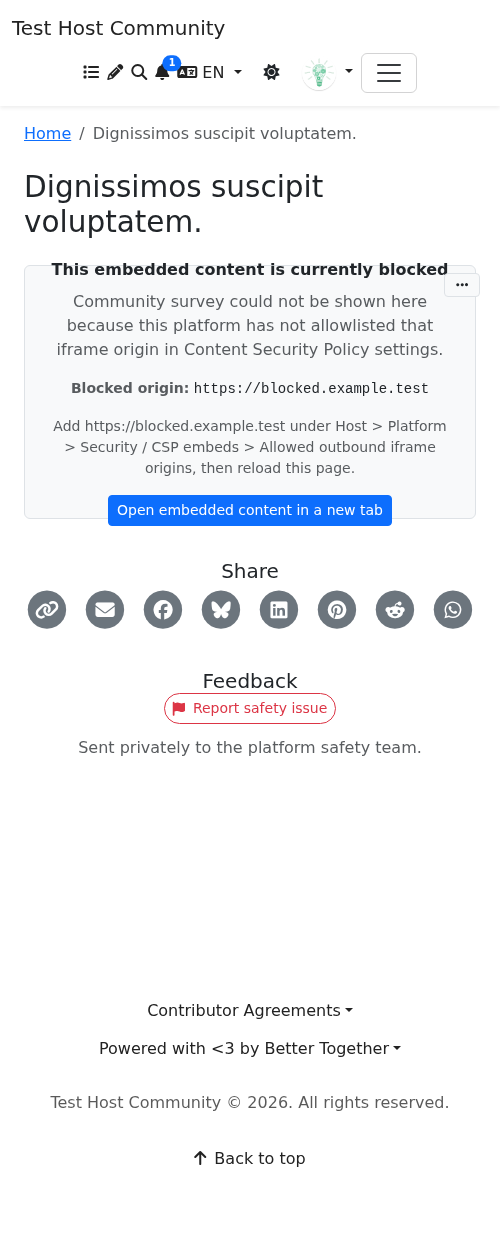 Test Host Community
1
EN
Home / Dignissimos suscipit voluptatem.
Dignissimos suscipit
voluptatem.
This embedded content is currently blocked
Community survey could not be shown here
because this platform has not allowlisted that
iframe origin in Content Security Policy settings.
Blocked origin: https://blocked.example.test
Add https://blocked.example.test under Host > Platform
> Security / CSP embeds > Allowed outbound iframe
origins, then reload this page.
Open embedded content in a new tab
Share
Feedback
Report safety issue
Sent privately to the platform safety team.
Contributor Agreements
Powered with <3 by Better Together
Test Host Community © 2026. All rights reserved.
Back to top